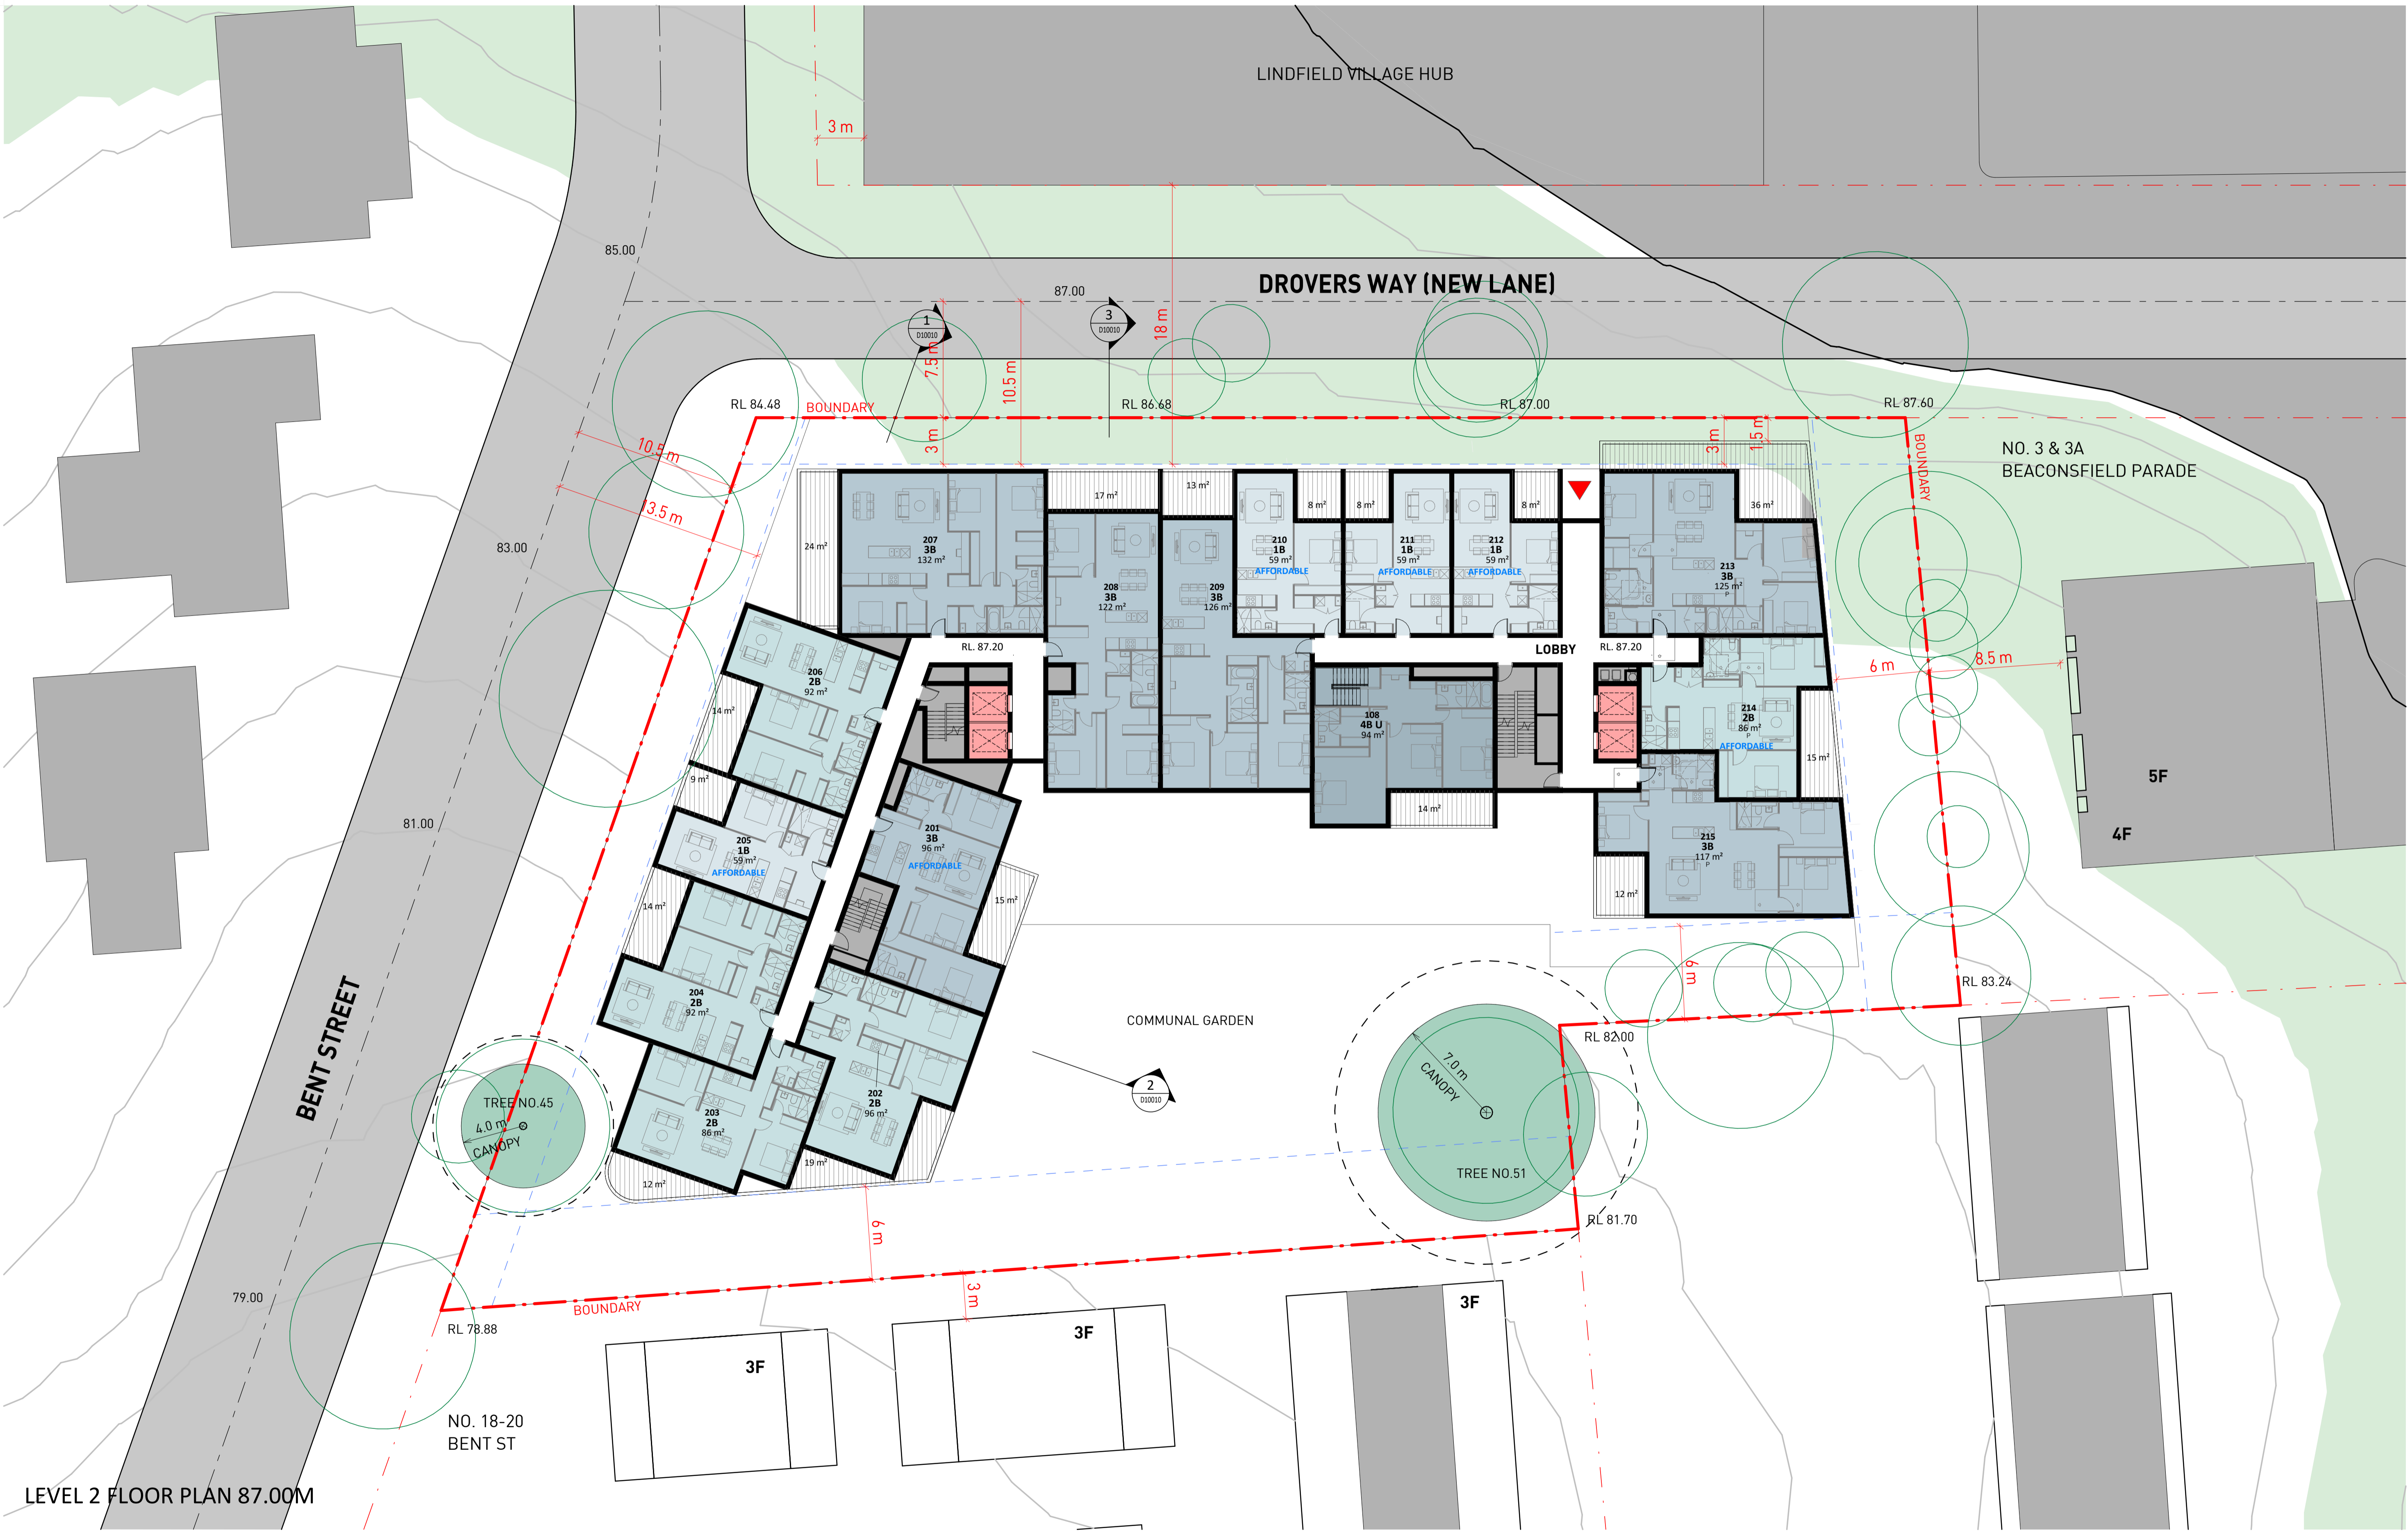 LINDFIELD VILLAGE HUB
3 m
85.00
DROVERS WAY (NEW LANE)
87.00
1
D10010
3
D10010
7.5 m
10.5 m
18 m
RL 84.48
BOUNDARY
RL 86.68
RL 87.00
RL 87.60
3 m
3 m
1.5 m
BOUNDARY
NO. 3 & 3A
BEACONSFIELD PARADE
10.5 m
13.5 m
83.00
24 m²
17 m²
13 m²
8 m²
8 m²
8 m²
36 m²
207
3B
132 m²
208
3B
122 m²
209
3B
126 m²
210
1B
59 m²
AFFORDABLE
211
1B
59 m²
AFFORDABLE
212
1B
59 m²
AFFORDABLE
213
3B
125 m²
P
RL. 87.20
LOBBY
RL. 87.20
6 m
8.5 m
206
2B
92 m²
14 m²
9 m²
108
4B U
94 m²
14 m²
214
2B
86 m²
P
AFFORDABLE
15 m²
5F
4F
81.00
205
1B
59 m²
AFFORDABLE
201
3B
96 m²
AFFORDABLE
15 m²
14 m²
215
3B
117 m²
P
12 m²
204
2B
92 m²
6 m
RL 83.24
COMMUNAL GARDEN
RL 82.00
BENT STREET
7.0 m
CANOPY
2
D10010
TREE NO.45
4.0 m
CANOPY
203
2B
86 m²
202
2B
96 m²
19 m²
12 m²
TREE NO.51
RL 81.70
6 m
3 m
79.00
BOUNDARY
RL 78.88
3F
3F
3F
NO. 18-20
BENT ST
LEVEL 2 FLOOR PLAN 87.00M